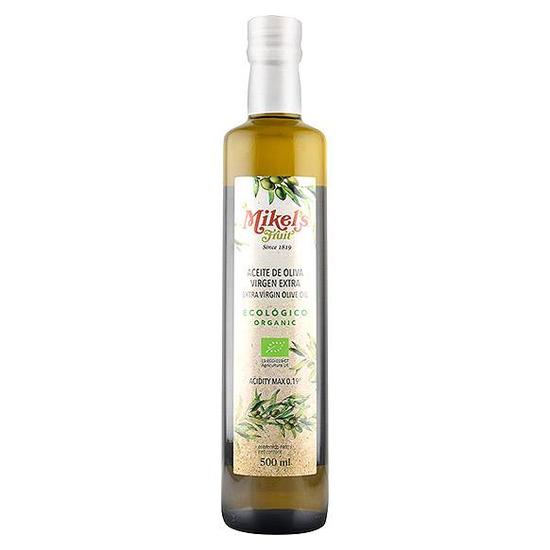 Mikel's
Fruit
Since 1819
ACEITE DE OLIVA
VIRGEN EXTRA
EXTRA VIRGIN OLIVE OIL
ECOLÓGICO
ORGANIC
Agricultura UE
ACIDITY MAX 0.19°
500 ml